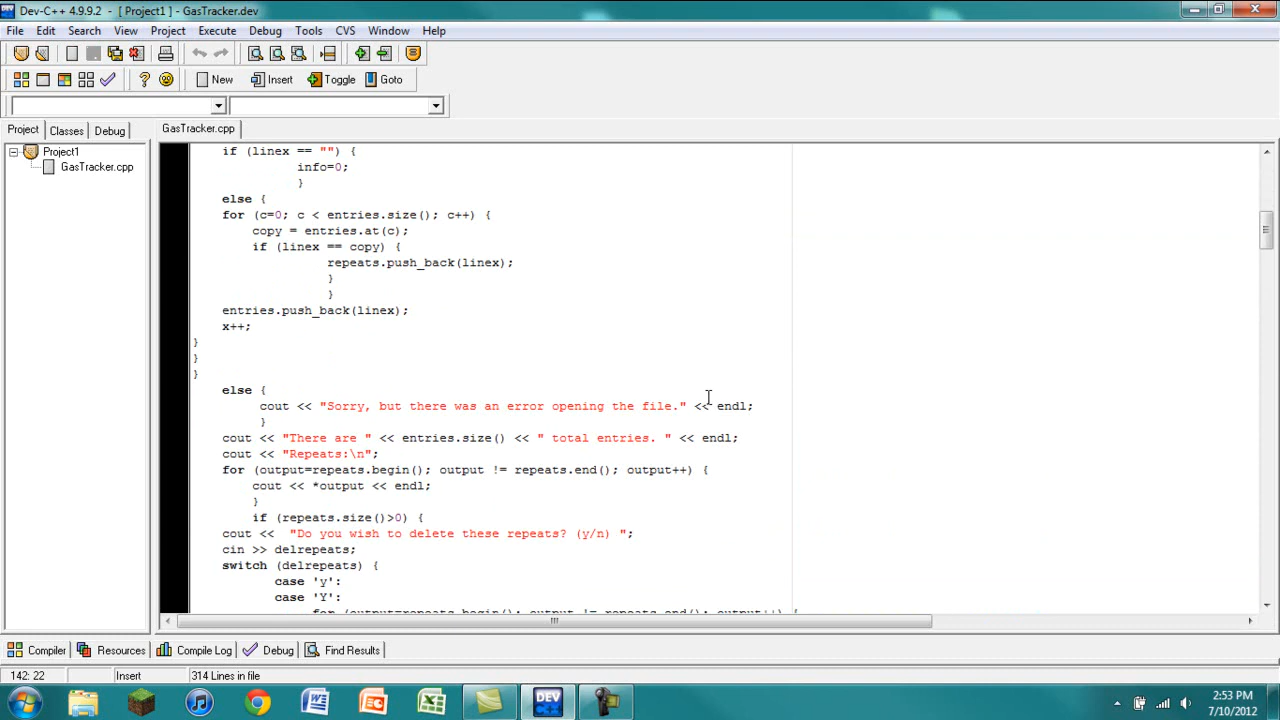 Dev-C++ 4.9.9.2 - [ Project1 ] - GasTracker.dev
File Edit Search View Project Execute Debug Tools CVS Window Help
New Insert Toggle Goto
Project Classes Debug
GasTracker.cpp
Project1
GasTracker.cpp
if (linex == "") {
info=0;
}
else {
for (c=0; c < entries.size(); c++) {
copy = entries.at(c);
if (linex == copy) {
repeats.push_back(linex);
}
}
entries.push_back(linex);
x++;
}
}
}
else {
cout << "Sorry, but there was an error opening the file." << endl;
}
cout << "There are " << entries.size() << " total entries. " << endl;
cout << "Repeats:\n";
for (output=repeats.begin(); output != repeats.end(); output++) {
cout << *output << endl;
}
if (repeats.size()>0) {
cout << "Do you wish to delete these repeats? (y/n) ";
cin >> delrepeats;
switch (delrepeats) {
case 'y':
case 'Y':
for (output=repeats.begin(); output != repeats.end(); output++) {
Compiler Resources Compile Log Debug Find Results
142: 22 Insert 314 Lines in file
DEV C++
2:53 PM
7/10/2012